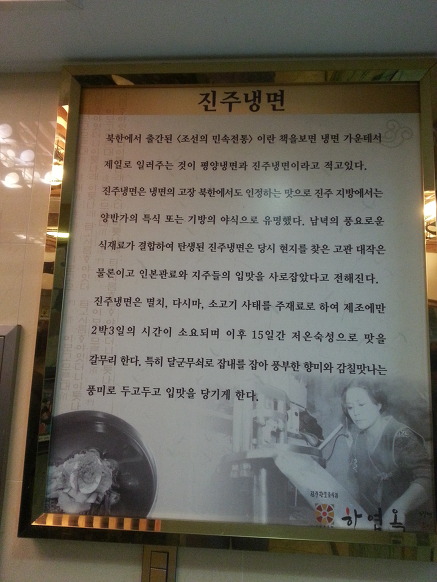 진주냉면
북한에서 출간된 <조선의 민속전통> 이란 책을보면 냉면 가운데서
제일로 일러주는 것이 평양냉면과 진주냉면이라고 적고있다.
진주냉면은 냉면의 고장 북한에서도 인정하는 맛으로 진주 지방에서는
양반가의 특식 또는 기방의 야식으로 유명했다. 남녘의 풍요로운
식재료가 결합하여 탄생된 진주냉면은 당시 현지를 찾은 고관 대작은
물론이고 일본관료와 지주들의 입맛을 사로잡았다고 전해진다.
진주냉면은 멸치, 다시마, 소고기 사태를 주재료로 하여 제조에만
2박3일의 시간이 소요되며 이후 15일간 저온숙성으로 맛을
갈무리 한다. 특히 달군무쇠로 잡내를 잡아 풍부한 향미와 감칠맛나는
풍미로 두고두고 입맛을 당기게 한다.
하연옥